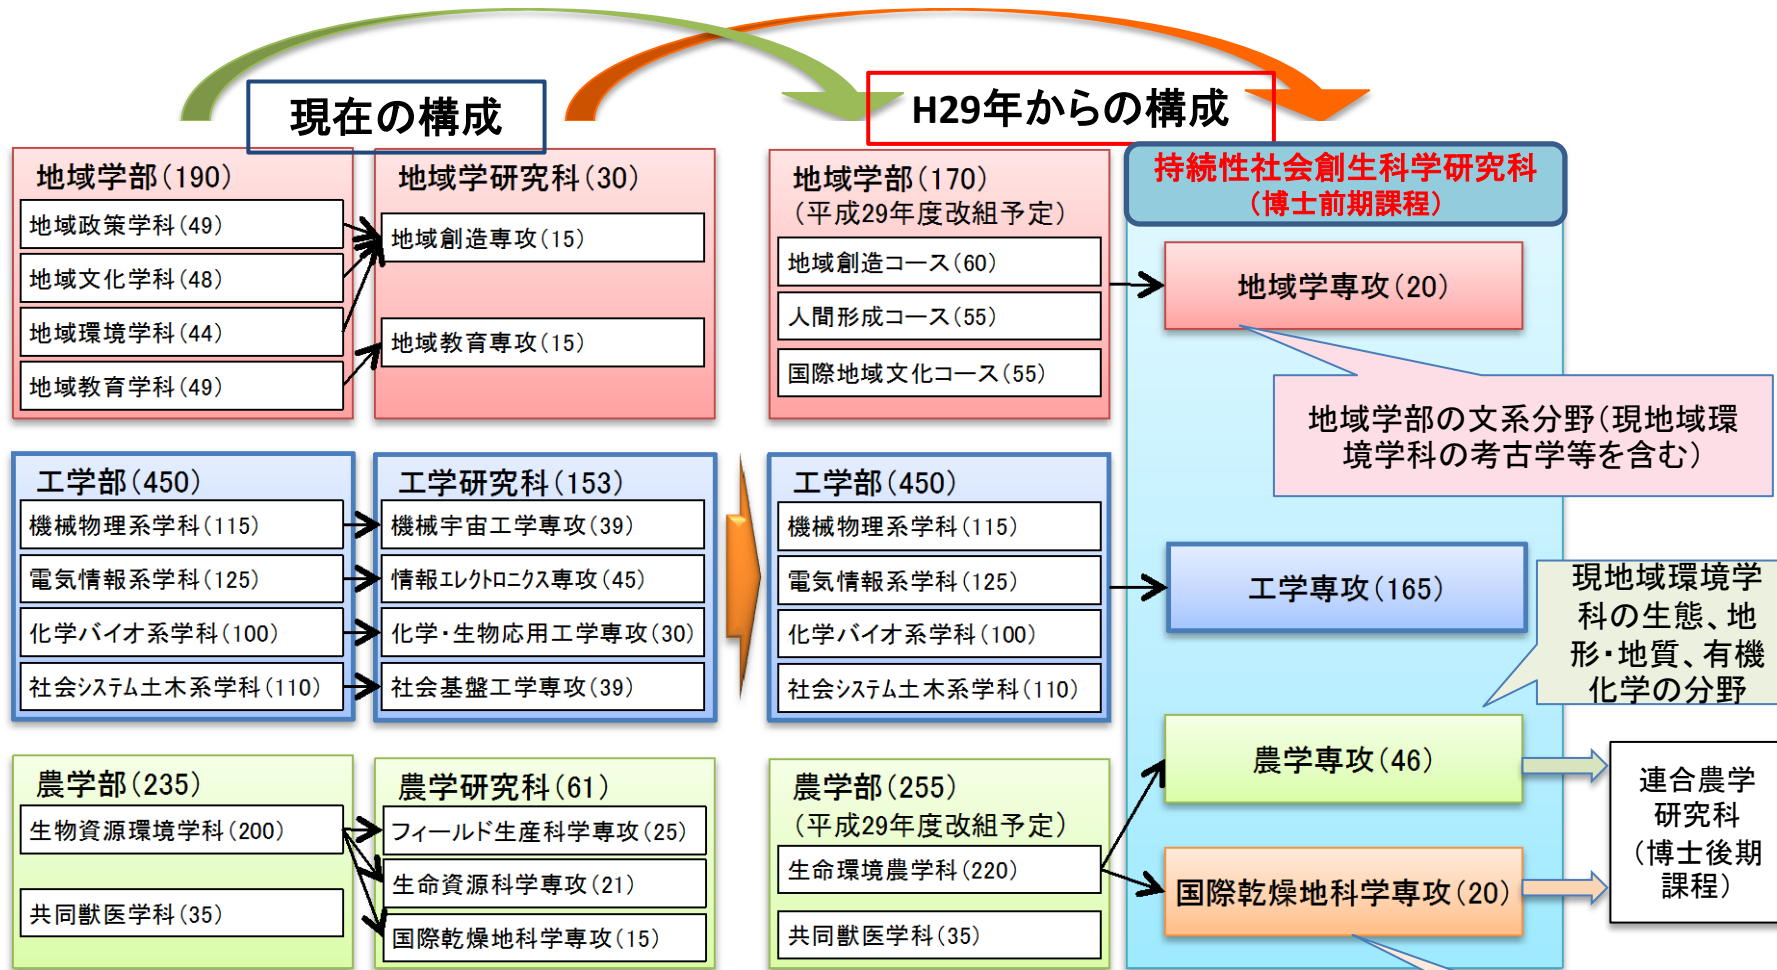 現在の構成
H29年からの構成
地域学部(190)
地域政策学科(49)
地域文化学科(48)
地域環境学科(44)
地域教育学科(49)
地域学研究科(30)
地域創造専攻(15)
地域教育専攻(15)
地域学部(170)
(平成29年度改組予定)
地域創造コース(60)
人間形成コース(55)
国際地域文化コース(55)
持続性社会創生科学研究科
(博士前期課程)
地域学専攻(20)
地域学部の文系分野(現地域環
境学科の考古学等を含む)
工学部(450)
機械物理系学科(115)
電気情報系学科(125)
化学バイオ系学科(100)
社会システム土木系学科(110)
工学研究科(153)
機械宇宙工学専攻(39)
情報エレクトロニクス専攻(45)
化学・生物応用工学専攻(30)
社会基盤工学専攻(39)
工学部(450)
機械物理系学科(115)
電気情報系学科(125)
化学バイオ系学科(100)
社会システム土木系学科(110)
工学専攻(165)
現地域環境学
科の生態、地
形・地質、有機
化学の分野
農学部(235)
生物資源環境学科(200)
共同獣医学科(35)
農学研究科(61)
フィールド生産科学専攻(25)
生命資源科学専攻(21)
国際乾燥地科学専攻(15)
農学部(255)
(平成29年度改組予定)
生命環境農学科(220)
共同獣医学科(35)
農学専攻(46)
国際乾燥地科学専攻(20)
連合農学
研究科
(博士後期
課程)